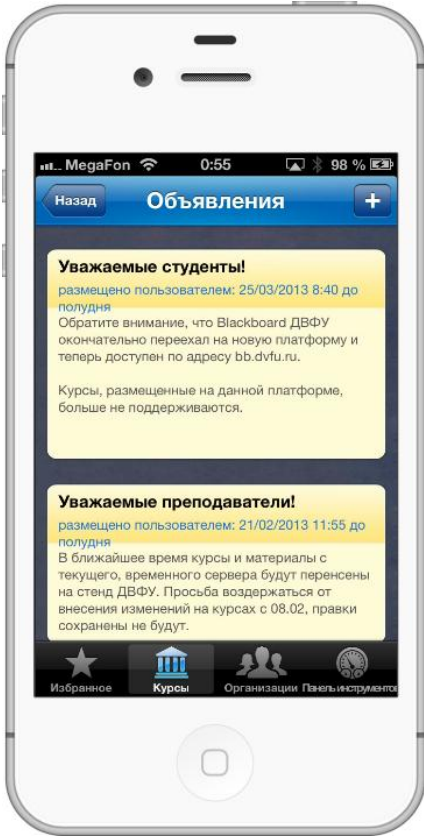 MegaFon 0:55 98 %
Назад Объявления +
Уважаемые студенты!
размещено пользователем: 25/03/2013 8:40 до
полудня
Обратите внимание, что Blackboard ДВФУ
окончательно переехал на новую платформу и
теперь доступен по адресу bb.dvfu.ru.
Курсы, размещенные на данной платформе,
больше не поддерживаются.
Уважаемые преподаватели!
размещено пользователем: 21/02/2013 11:55 до
полудня
В ближайшее время курсы и материалы с
текущего, временного сервера будут перенсены
на стенд ДВФУ. Просьба воздержаться от
внесения изменений на курсах с 08.02, правки
сохранены не будут.
Избранное Курсы Организации Панель инструментов